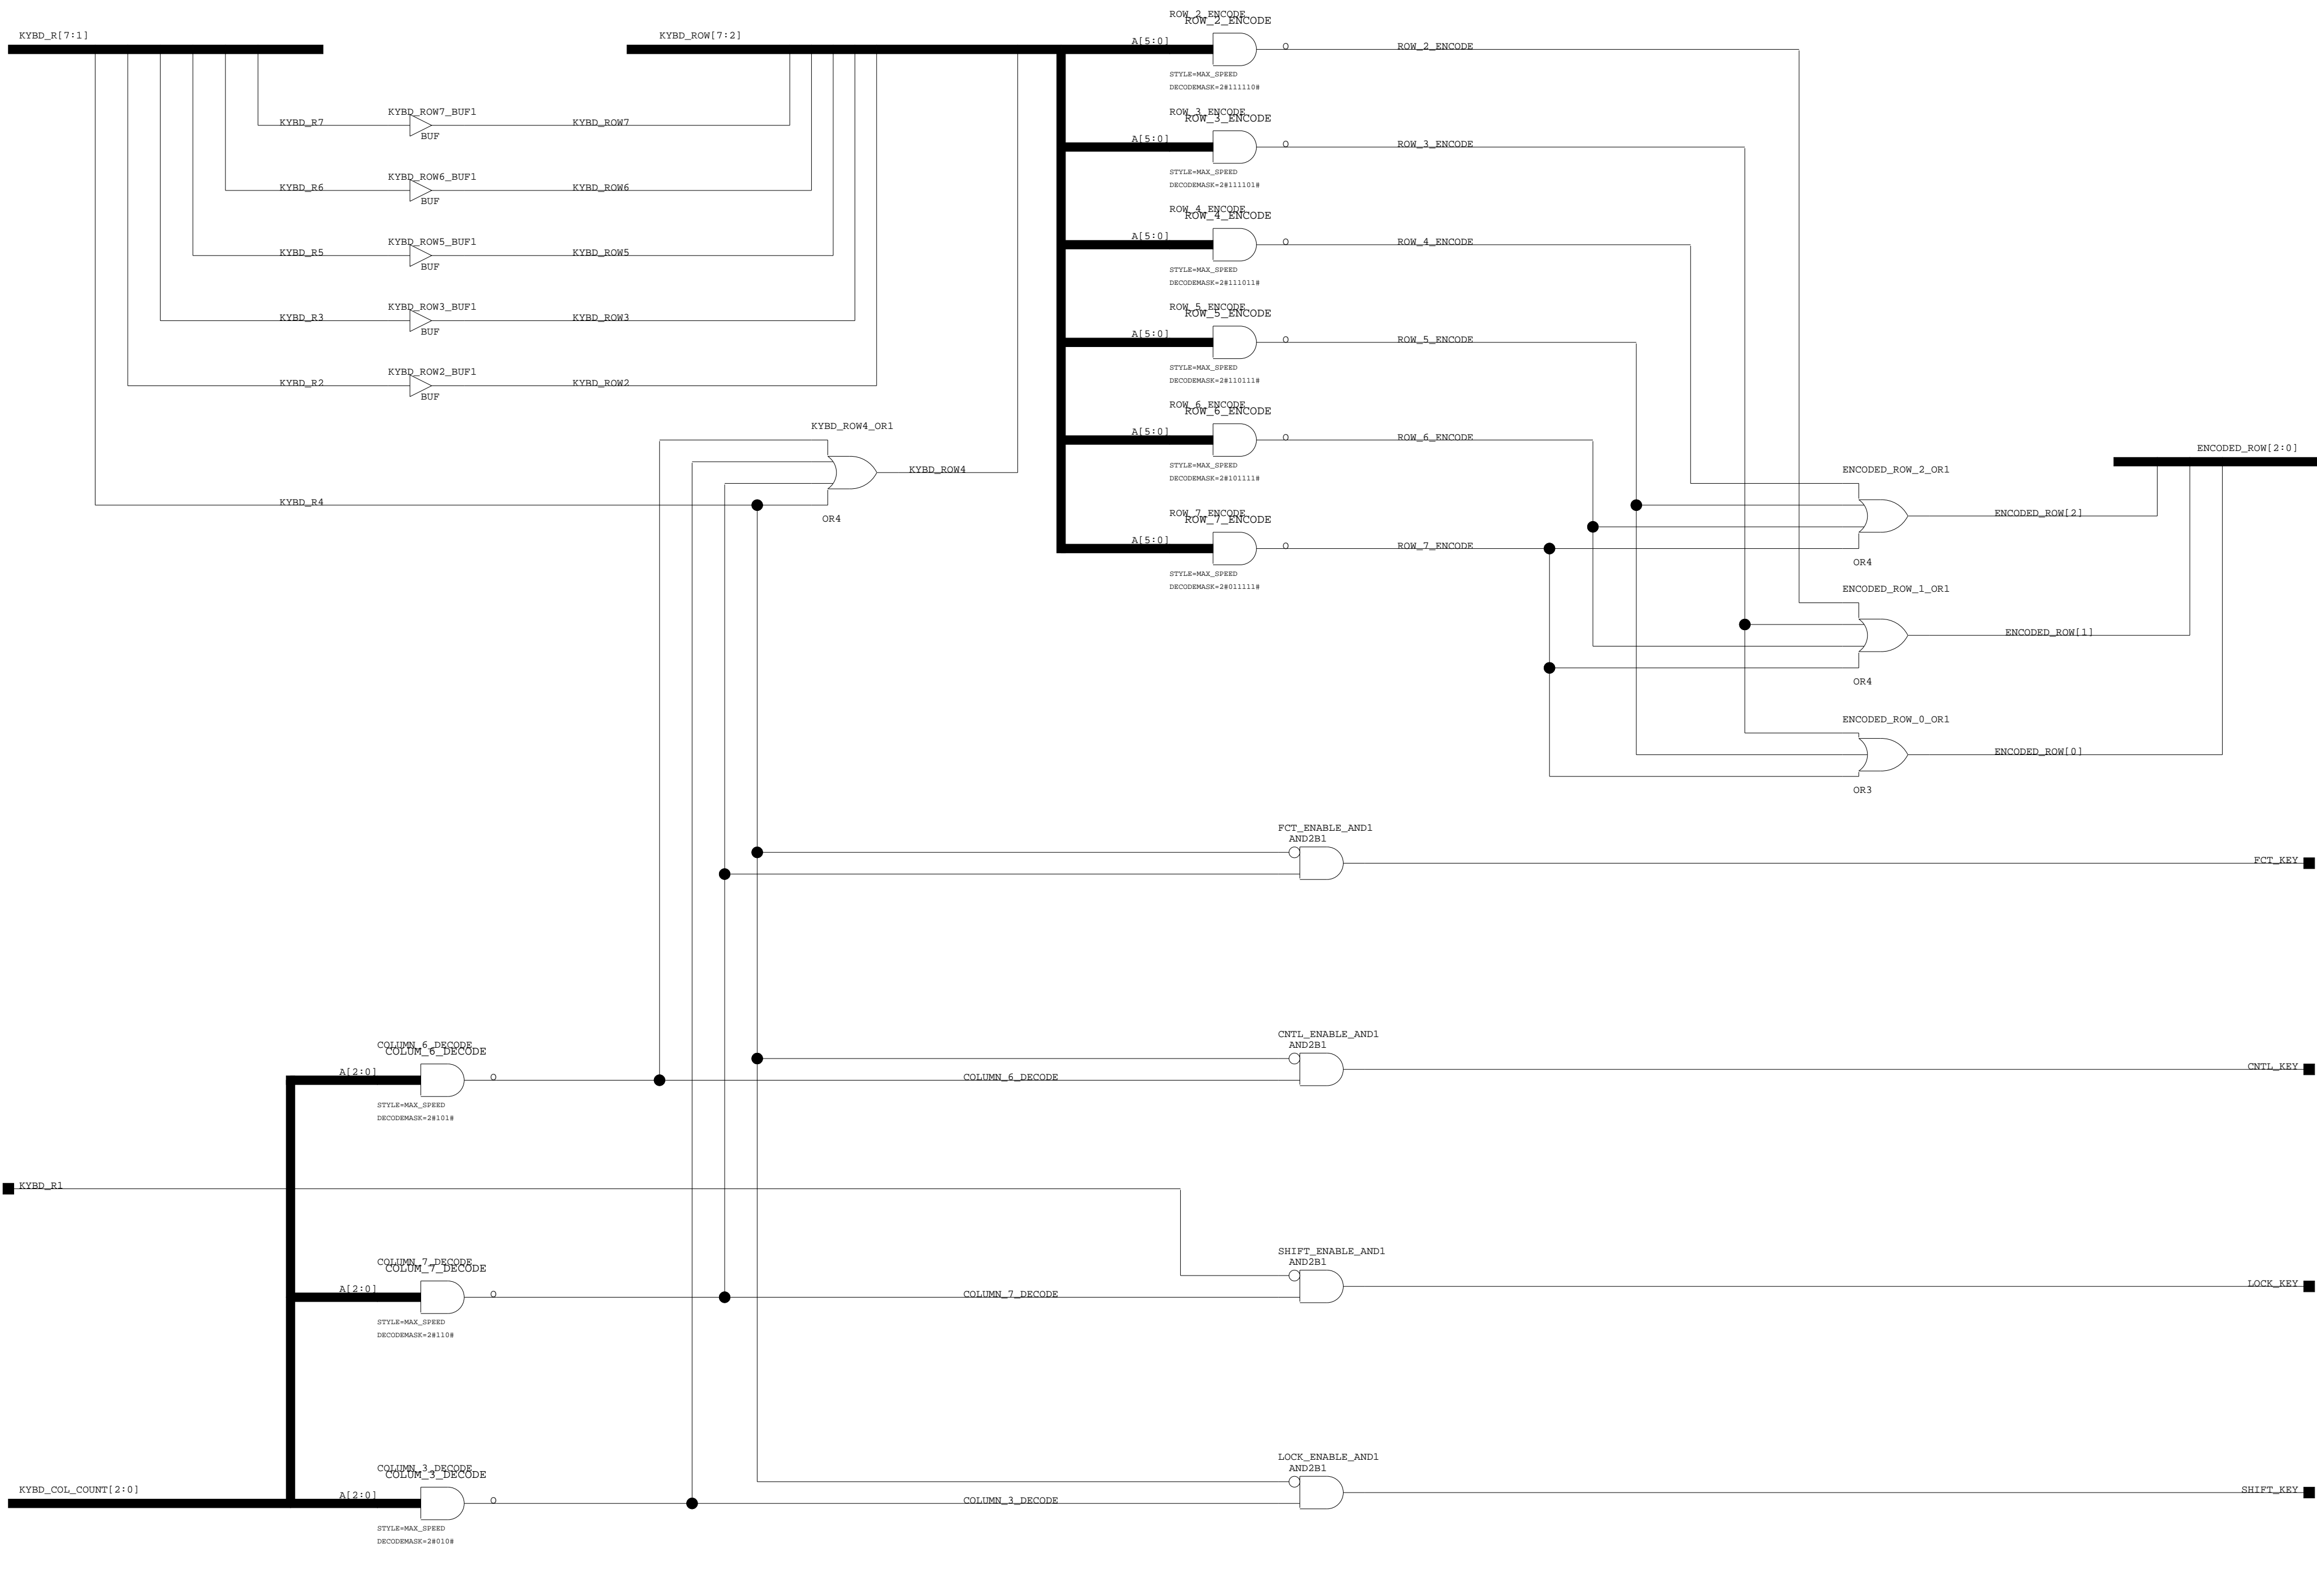 KYBD_R[7:1]
KYBD_ROW[7:2]
ROW_2_ENCODE
ROW_2_ENCODE
A[5:0]
O
ROW_2_ENCODE
STYLE=MAX_SPEED
DECODEMASK=2#111110#
KYBD_R7
KYBD_ROW7_BUF1
BUF
KYBD_ROW7
ROW_3_ENCODE
ROW_3_ENCODE
A[5:0]
O
ROW_3_ENCODE
STYLE=MAX_SPEED
DECODEMASK=2#111101#
KYBD_R6
KYBD_ROW6_BUF1
BUF
KYBD_ROW6
ROW_4_ENCODE
ROW_4_ENCODE
A[5:0]
O
ROW_4_ENCODE
STYLE=MAX_SPEED
DECODEMASK=2#111011#
KYBD_R5
KYBD_ROW5_BUF1
BUF
KYBD_ROW5
ROW_5_ENCODE
ROW_5_ENCODE
A[5:0]
O
ROW_5_ENCODE
STYLE=MAX_SPEED
DECODEMASK=2#110111#
KYBD_R3
KYBD_ROW3_BUF1
BUF
KYBD_ROW3
KYBD_R2
KYBD_ROW2_BUF1
BUF
KYBD_ROW2
ROW_6_ENCODE
ROW_6_ENCODE
A[5:0]
O
ROW_6_ENCODE
STYLE=MAX_SPEED
DECODEMASK=2#101111#
KYBD_ROW4_OR1
KYBD_ROW4
KYBD_R4
OR4
ROW_7_ENCODE
ROW_7_ENCODE
A[5:0]
O
ROW_7_ENCODE
STYLE=MAX_SPEED
DECODEMASK=2#011111#
ENCODED_ROW[2:0]
ENCODED_ROW_2_OR1
ENCODED_ROW[2]
OR4
ENCODED_ROW_1_OR1
ENCODED_ROW[1]
OR4
ENCODED_ROW_0_OR1
ENCODED_ROW[0]
OR3
FCT_ENABLE_AND1
AND2B1
FCT_KEY
CNTL_ENABLE_AND1
AND2B1
CNTL_KEY
COLUMN_6_DECODE
COLUM_6_DECODE
A[2:0]
O
COLUMN_6_DECODE
STYLE=MAX_SPEED
DECODEMASK=2#101#
KYBD_R1
SHIFT_ENABLE_AND1
AND2B1
LOCK_KEY
COLUMN_7_DECODE
COLUM_7_DECODE
A[2:0]
O
COLUMN_7_DECODE
STYLE=MAX_SPEED
DECODEMASK=2#110#
LOCK_ENABLE_AND1
AND2B1
SHIFT_KEY
COLUMN_3_DECODE
COLUM_3_DECODE
KYBD_COL_COUNT[2:0]
A[2:0]
O
COLUMN_3_DECODE
STYLE=MAX_SPEED
DECODEMASK=2#010#